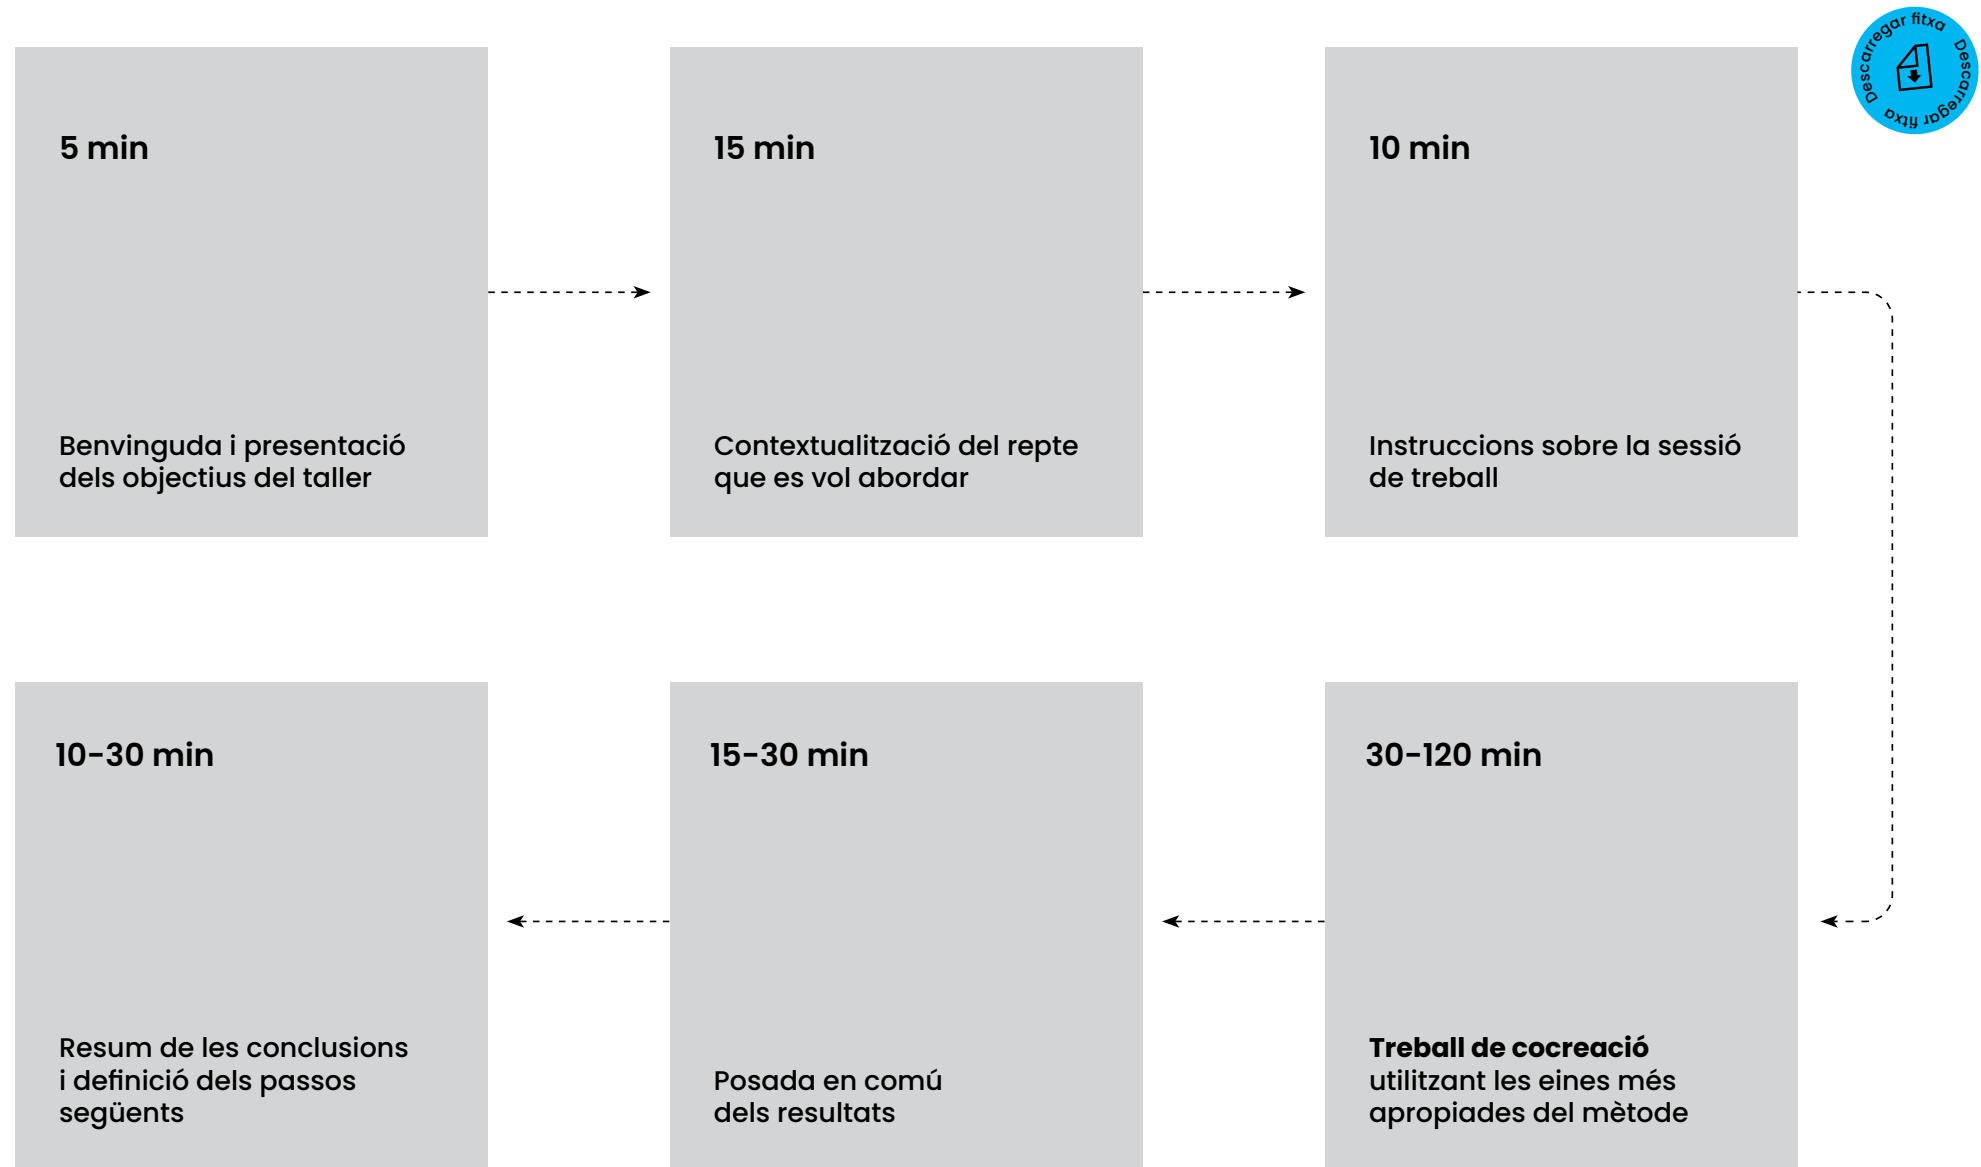 Descarregar fitxa Descarregar fitxa
5 min
Benvinguda i presentació
dels objectius del taller
15 min
Contextualització del repte
que es vol abordar
10 min
Instruccions sobre la sessió
de treball
30-120 min
Treball de cocreació
utilitzant les eines més
apropiades del mètode
15-30 min
Posada en comú
dels resultats
10-30 min
Resum de les conclusions
i definició dels passos
següents